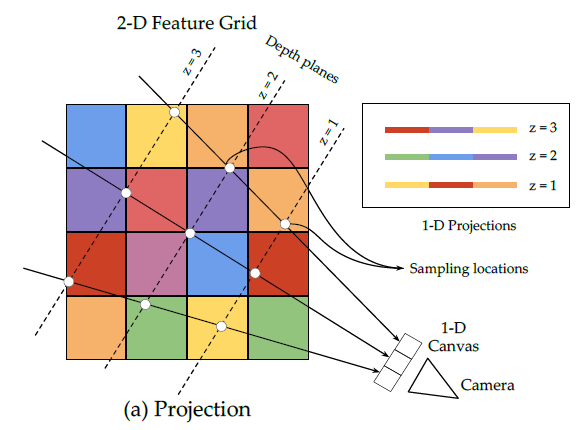 2-D Feature Grid
Depth planes
z = 3
z = 2
z = 1
z = 3
z = 2
z = 1
1-D Projections
Sampling locations
1-D
Canvas
Camera
(a) Projection